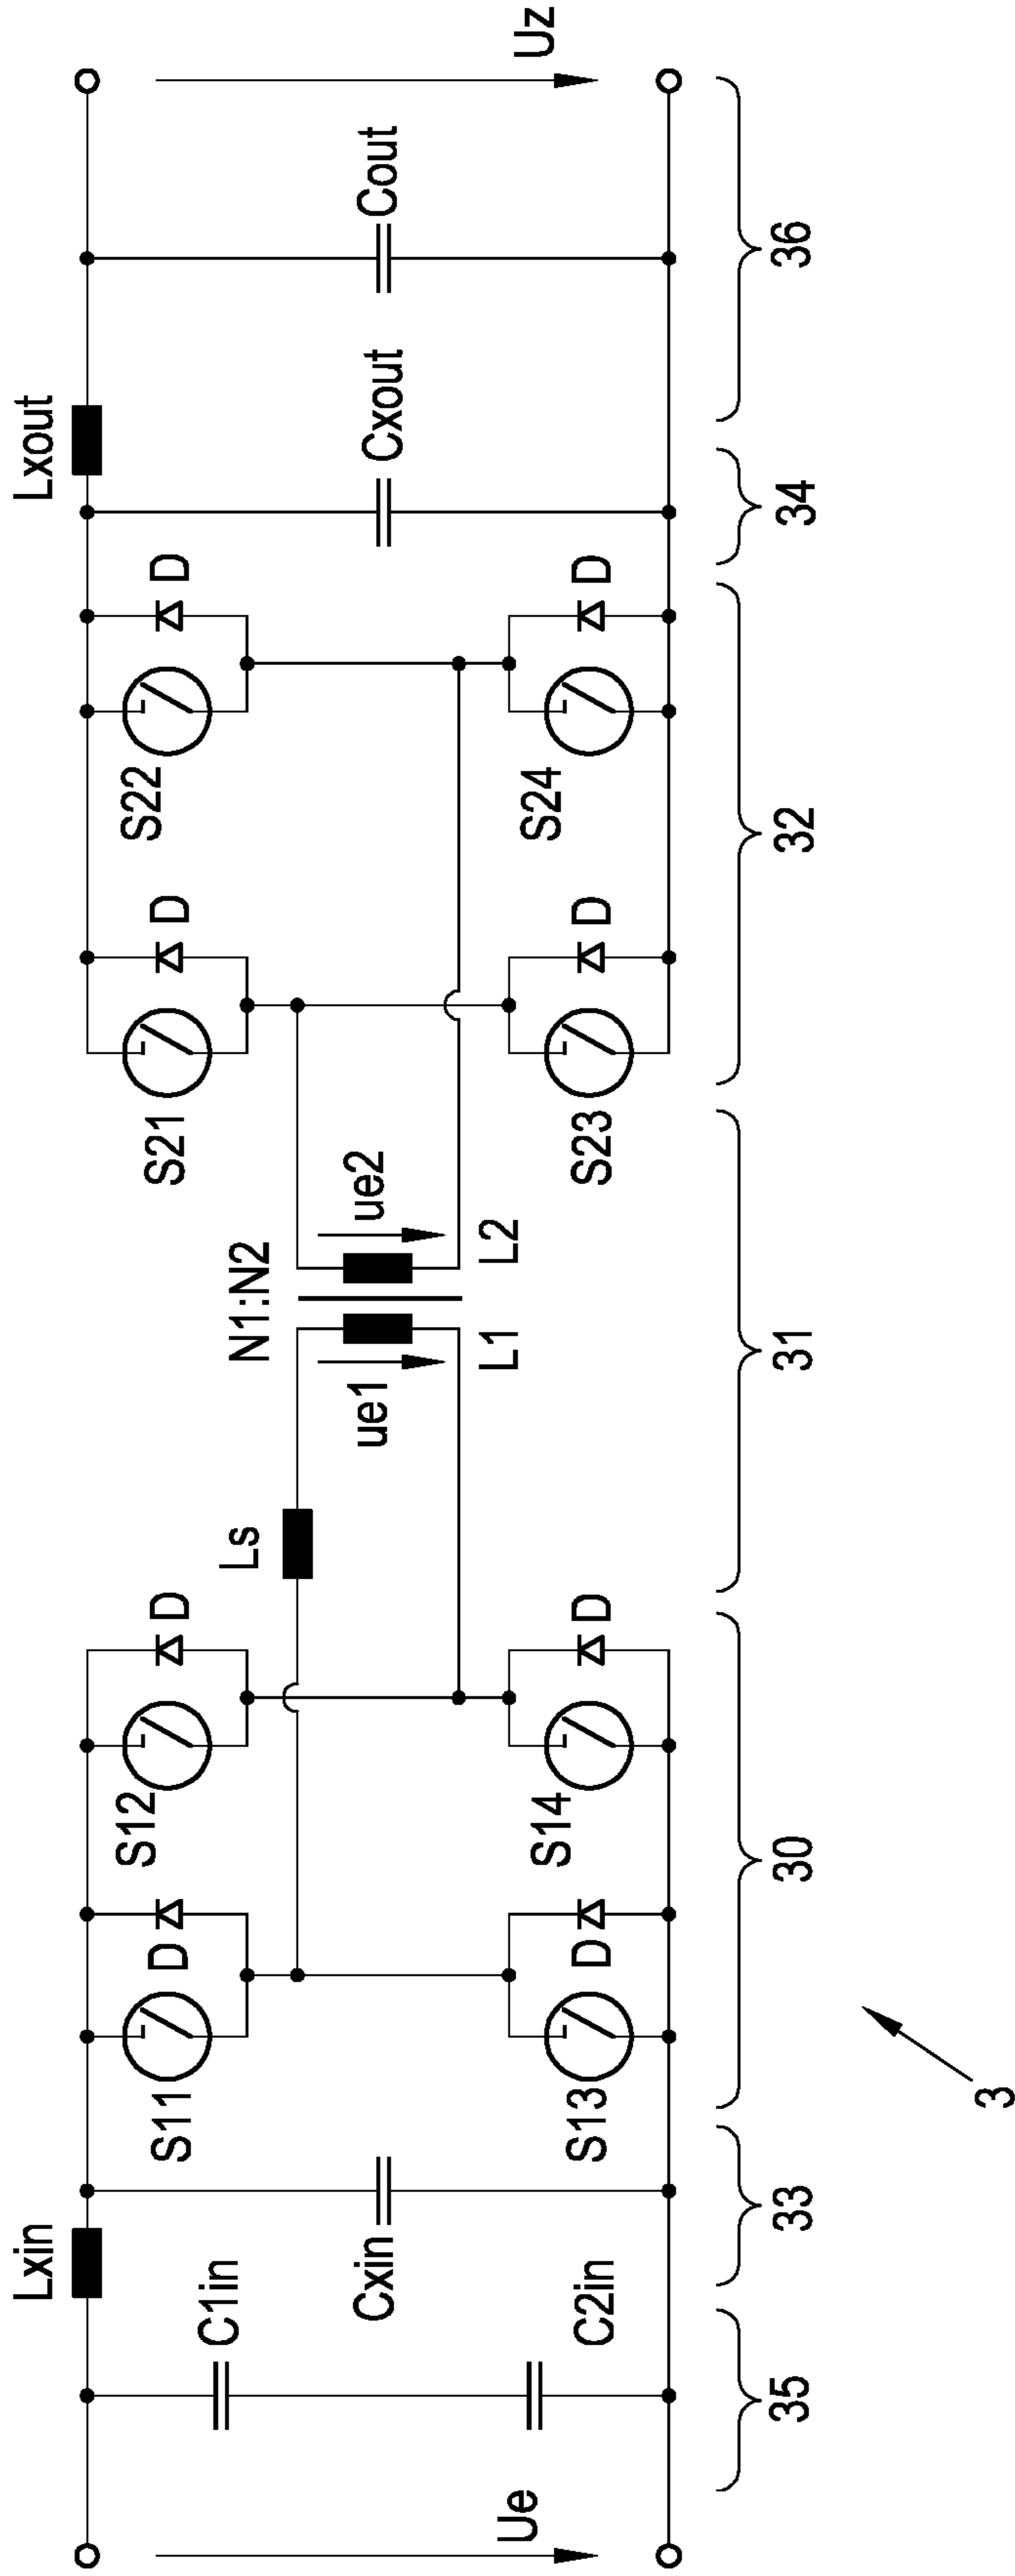 Ue
C1in
C2in
35
Lxin
Cxin
33
S11
D
S12
D
S13
D
S14
D
30
Ls
N1:N2
ue1
ue2
L1
L2
31
S21
D
S22
D
S23
D
S24
D
32
Cxout
34
Lxout
Cout
36
Uz
3